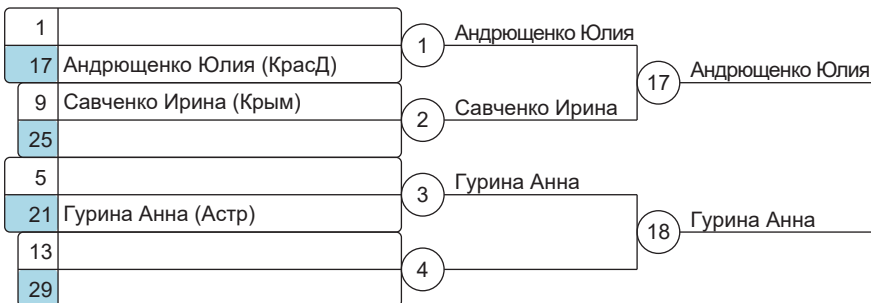 1
17 Андрющенко Юлия (КрасД)
9 Савченко Ирина (Крым)
25
5
21 Гурина Анна (Астр)
13
29
1 Андрющенко Юлия
2 Савченко Ирина
3 Гурина Анна
4
17 Андрющенко Юлия
18 Гурина Анна